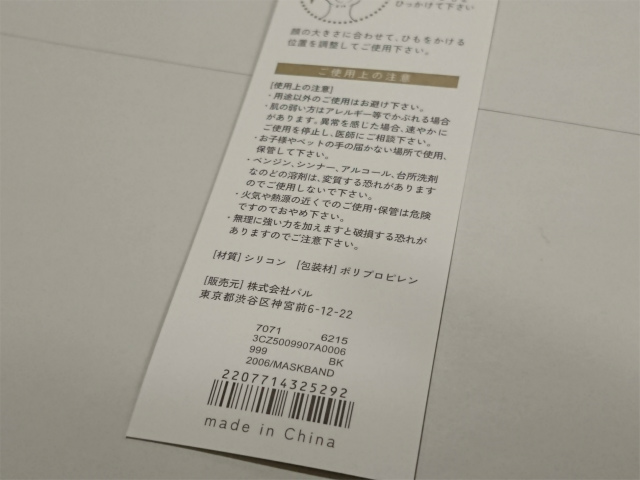 ひっかけて下さい
顔の大きさに合わせて、ひもをかける
位置を調整してご使用下さい。
ご使用上の注意
[使用上の注意]
・用途以外のご使用はお避け下さい。
・肌の弱い方はアレルギー等でかぶれる場合
があります。異常を感じた場合、速やかに
ご使用を停止し、医師にご相談下さい。
・お子様やペットの手の届かない場所で使用、
保管して下さい。
・ベンジン、シンナー、アルコール、台所洗剤
などの溶剤は、変質する恐れがあります
のでご使用しないで下さい。
・火気や熱源の近くでのご使用・保管は危険
ですのでおやめ下さい。
・無理に強い力を加えますと破損する恐れが
ありますのでご注意下さい。
[材質] シリコン [包装材] ポリプロピレン
[販売元] 株式会社パル
東京都渋谷区神宮前6-12-22
7071 6215
3CZ5009907A0006
999 BK
2006/MASKBAND
2207714325292
made in China